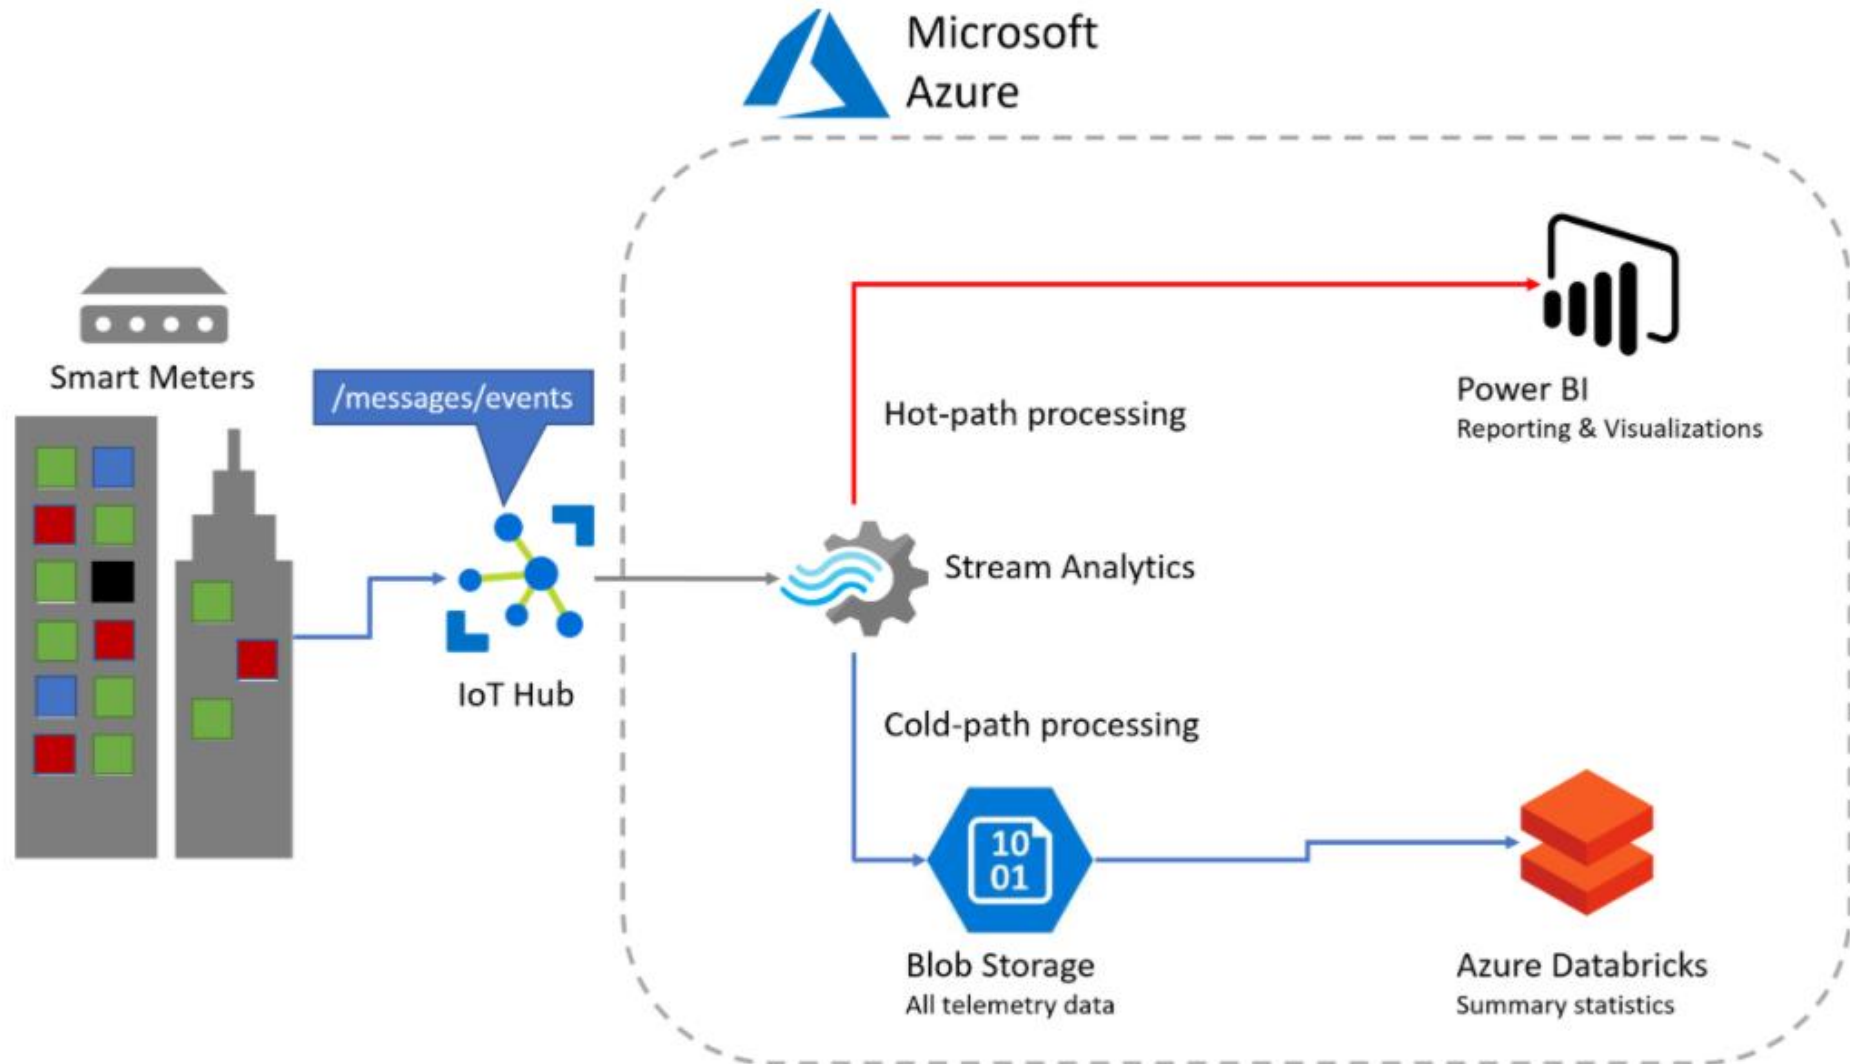 Microsoft
Azure
Smart Meters
/messages/events
IoT Hub
Hot-path processing
Power BI
Reporting & Visualizations
Stream Analytics
Cold-path processing
10
01
Blob Storage
All telemetry data
Azure Databricks
Summary statistics